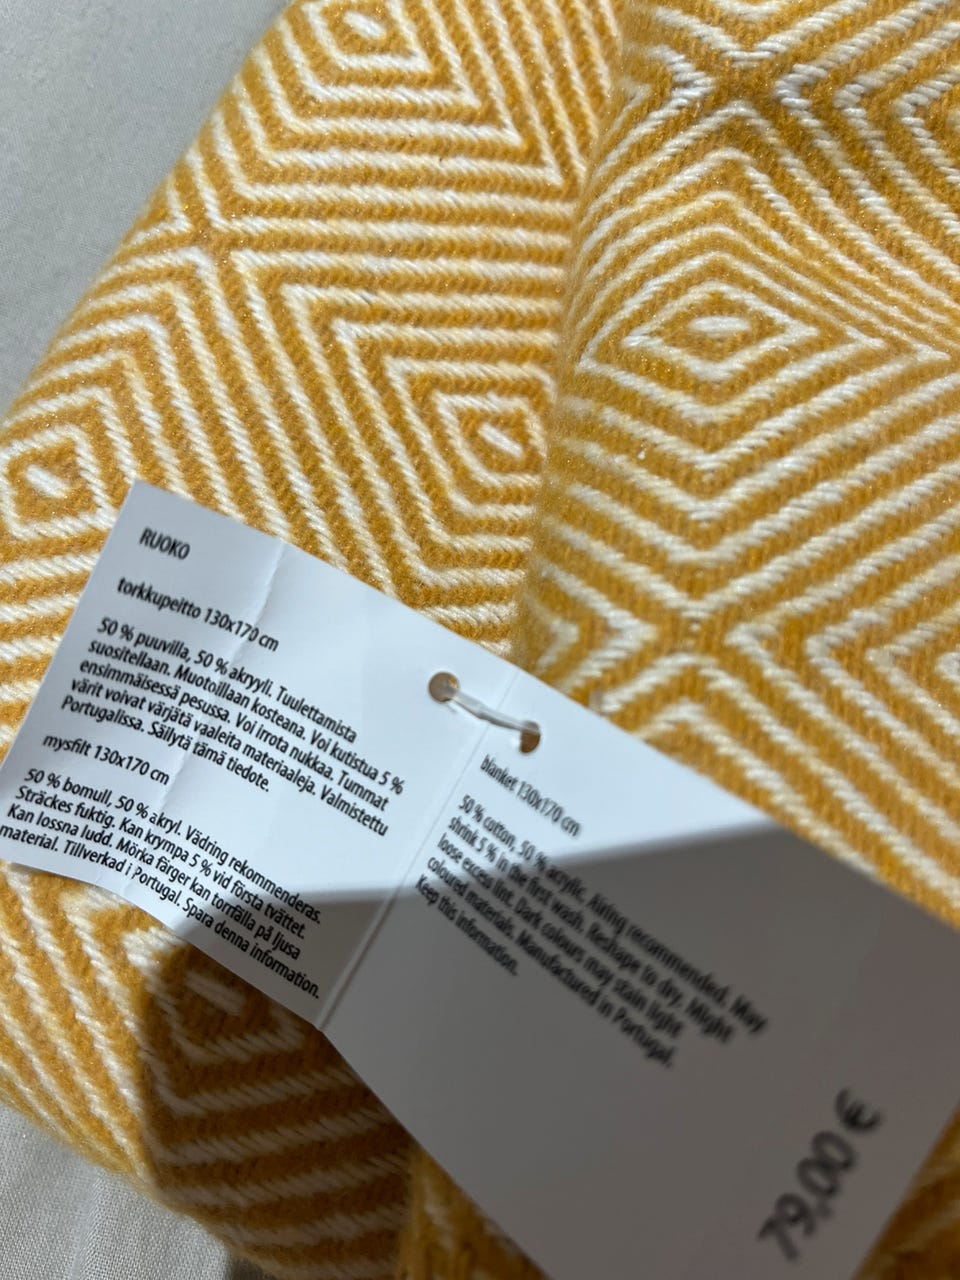 RUOKO
torkkupeitto 130x170 cm
50 % puuvilla, 50 % akryyli. Tuulettamista
suositellaan. Muotoillaan kosteana. Voi kutistua 5 %
ensimmäisessä pesussa. Voi irrota nukkaa. Tummat
värit voivat värjätä vaaleita materiaaleja. Valmistettu
Portugalissa. Säilytä tämä tiedote.
mysfilt 130x170 cm
50 % bomull, 50 % akryl. Vädring rekommenderas.
Sträckes fuktig. Kan krympa 5 % vid första tvättet.
Kan lossna ludd. Mörka färger kan torrfälla på ljusa
material. Tillverkad i Portugal. Spara denna information.
blanket 130x170 cm
50 % cotton, 50 % acrylic. Airing recommended. May
shrink 5 % in the first wash. Reshape to dry. Might
loose excess lint. Dark colours may stain light
coloured materials. Manufactured in Portugal.
Keep this information.
79,00 €